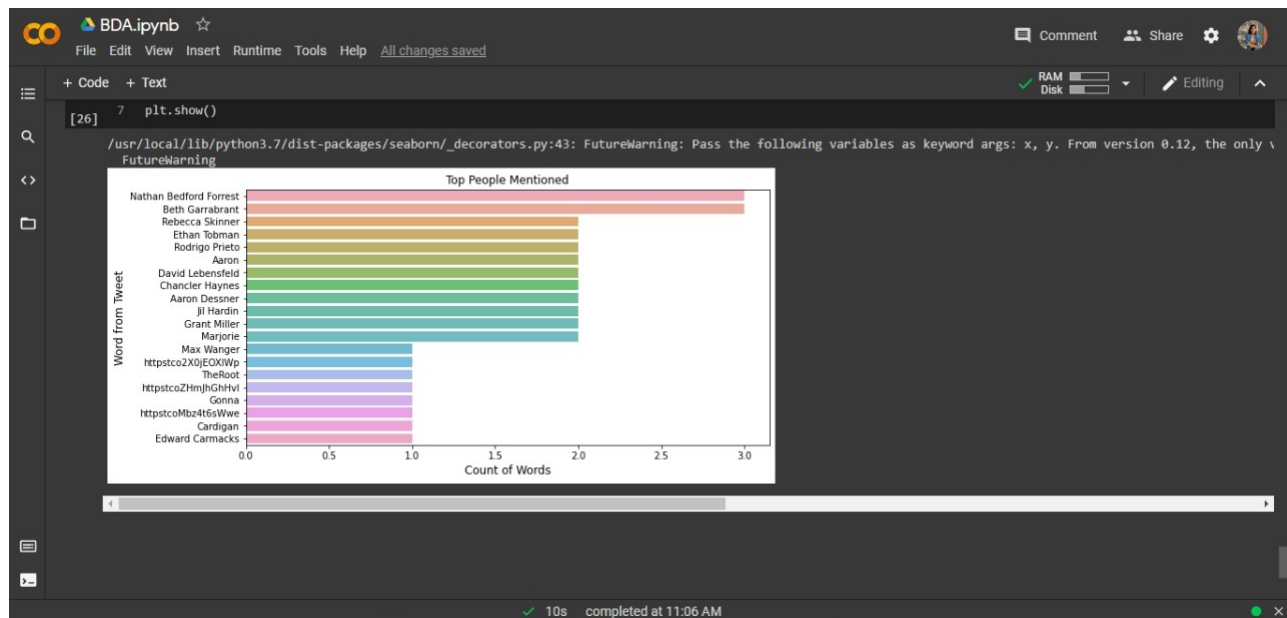 BDA.ipynb
Comment Share
File Edit View Insert Runtime Tools Help All changes saved
+ Code + Text
RAM
Disk
Editing
[26] 7 plt.show()
/usr/local/lib/python3.7/dist-packages/seaborn/_decorators.py:43: FutureWarning: Pass the following variables as keyword args: x, y. From version 0.12, the only v
FutureWarning
Top People Mentioned
Word from Tweet
Nathan Bedford Forrest
Beth Garrabrant
Rebecca Skinner
Ethan Tobman
Rodrigo Prieto
Aaron
David Lebensfeld
Chancler Haynes
Aaron Dessner
Jil Hardin
Grant Miller
Marjorie
Max Wanger
httpstco2X0jEOXIWp
TheRoot
httpstcoZHmJhGhHvI
Gonna
httpstcoMbz4t6sWwe
Cardigan
Edward Carmacks
0.0 0.5 1.0 1.5 2.0 2.5 3.0
Count of Words
10s completed at 11:06 AM